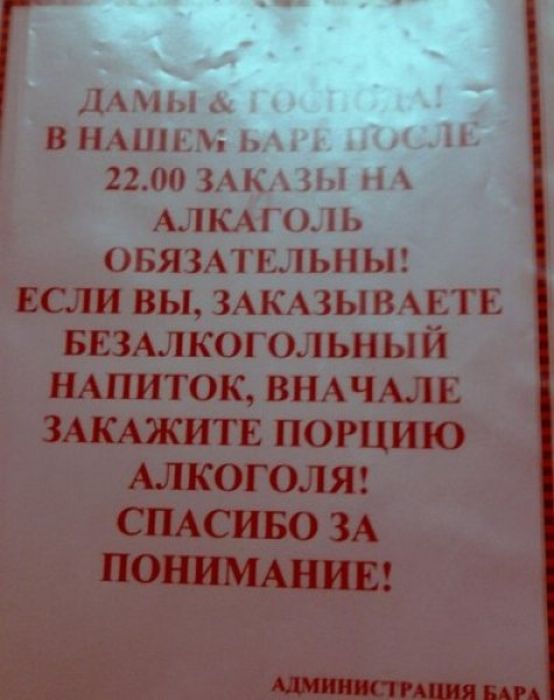 ДАМЫ & ГОСПОДА!
В НАШЕМ БАРЕ ПОСЛЕ
22.00 ЗАКАЗЫ НА
АЛКАГОЛЬ
ОБЯЗАТЕЛЬНЫ!
ЕСЛИ ВЫ, ЗАКАЗЫВАЕТЕ
БЕЗАЛКОГОЛЬНЫЙ
НАПИТОК, ВНАЧАЛЕ
ЗАКАЖИТЕ ПОРЦИЮ
АЛКОГОЛЯ!
СПАСИБО ЗА
ПОНИМАНИЕ!
АДМИНИСТРАЦИЯ БАРА